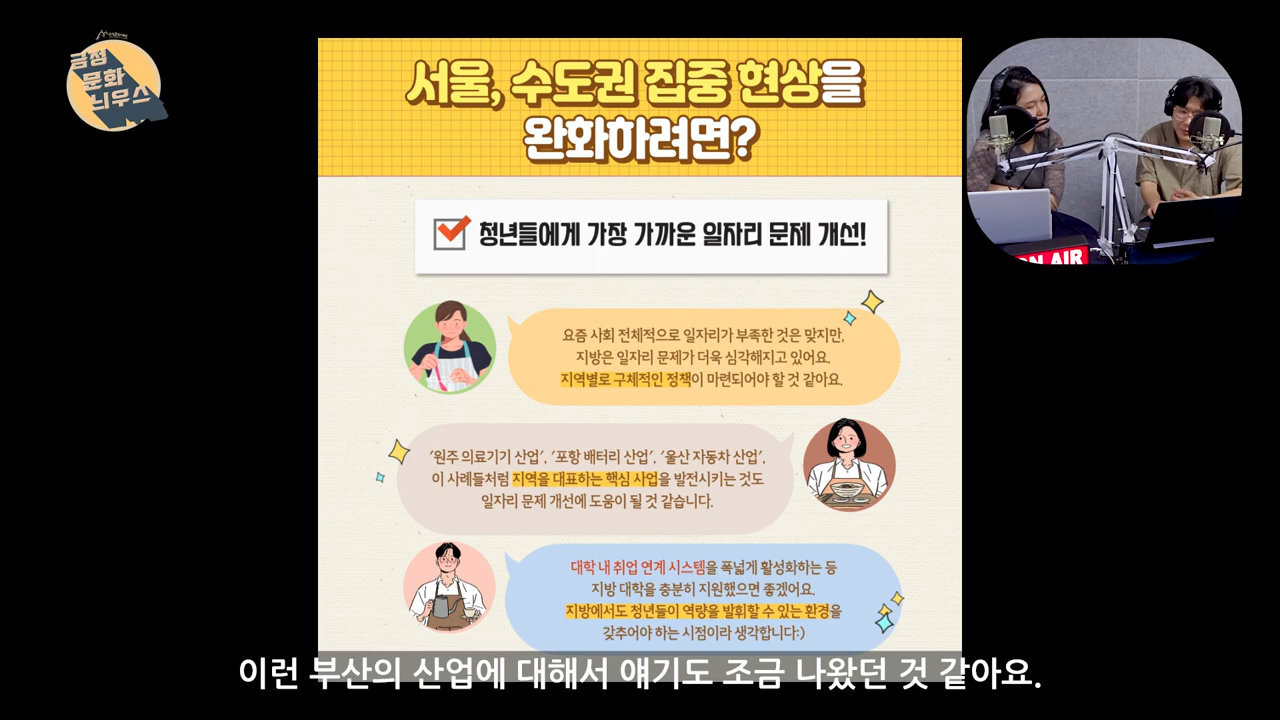 금정
문화
늬우스
서울, 수도권 집중 현상을
완화하려면?
청년들에게 가장 가까운 일자리 문제 개선!
요즘 사회 전체적으로 일자리가 부족한 것은 맞지만,
지방은 일자리 문제가 더욱 심각해지고 있어요.
지역별로 구체적인 정책이 마련되어야 할 것 같아요.
'원주 의료기기 산업', '포항 배터리 산업', '울산 자동차 산업',
이 사례들처럼 지역을 대표하는 핵심 사업을 발전시키는 것도
일자리 문제 개선에 도움이 될 것 같습니다.
대학 내 취업 연계 시스템을 폭넓게 활성화하는 등
지방 대학을 충분히 지원했으면 좋겠어요.
지방에서도 청년들이 역량을 발휘할 수 있는 환경을
갖추어야 하는 시점이라 생각합니다:)
ON AIR
이런 부산의 산업에 대해서 얘기도 조금 나왔던 것 같아요.